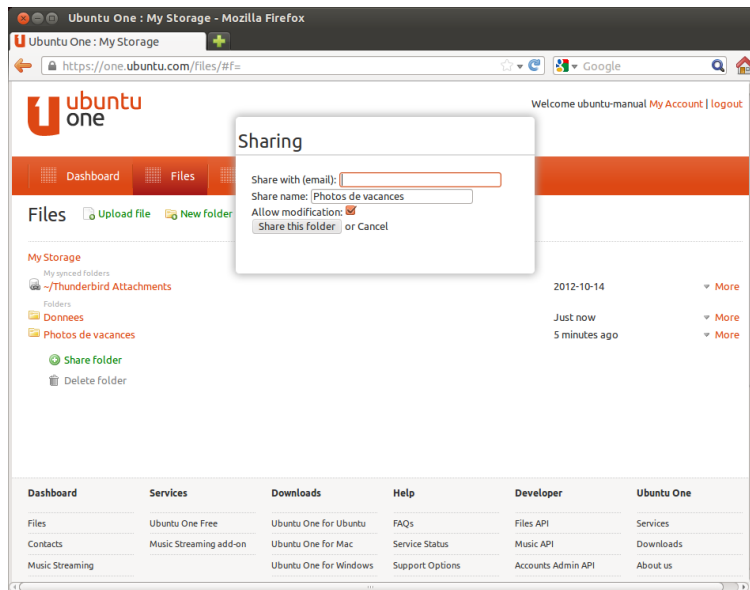 Ubuntu One : My Storage - Mozilla Firefox
Ubuntu One : My Storage
https://one.ubuntu.com/files/#f=
Google
ubuntu
one
Welcome ubuntu-manual My Account | logout
Sharing
Dashboard Files
Share with (email):
Share name: Photos de vacances
Allow modification:
Share this folder or Cancel
Files Upload file New folder
My Storage
My synced folders
~/Thunderbird Attachments 2012-10-14 More
Folders
Donnees Just now More
Photos de vacances 5 minutes ago More
Share folder
Delete folder
Dashboard Services Downloads Help Developer Ubuntu One
Files Ubuntu One Free Ubuntu One for Ubuntu FAQs Files API Services
Contacts Music Streaming add-on Ubuntu One for Mac Service Status Music API Downloads
Music Streaming Ubuntu One for Windows Support Options Accounts Admin API About us